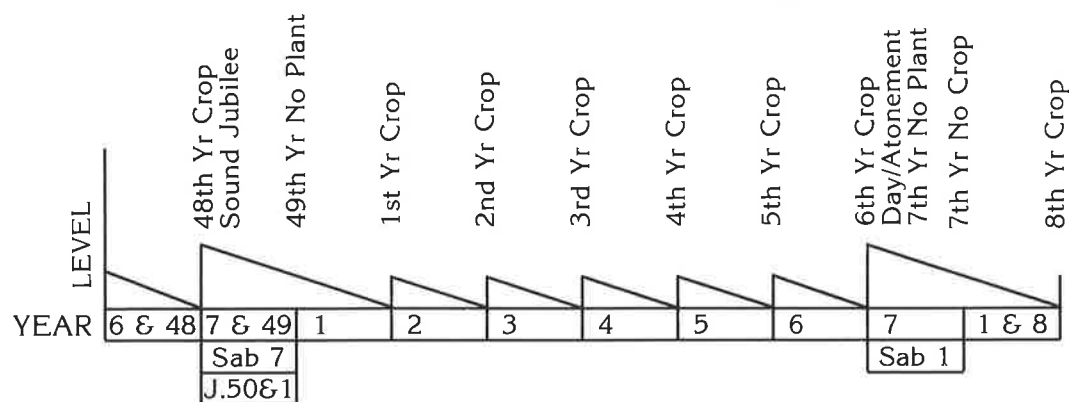 48th Yr Crop
Sound Jubilee
49th Yr No Plant
1st Yr Crop
2nd Yr Crop
3rd Yr Crop
4th Yr Crop
5th Yr Crop
6th Yr Crop
Day/Atonement
7th Yr No Plant
7th Yr No Crop
8th Yr Crop
LEVEL
YEAR 6 & 48 7 & 49 1 2 3 4 5 6 7 1 & 8
Sab 7 Sab 1
J.50&1